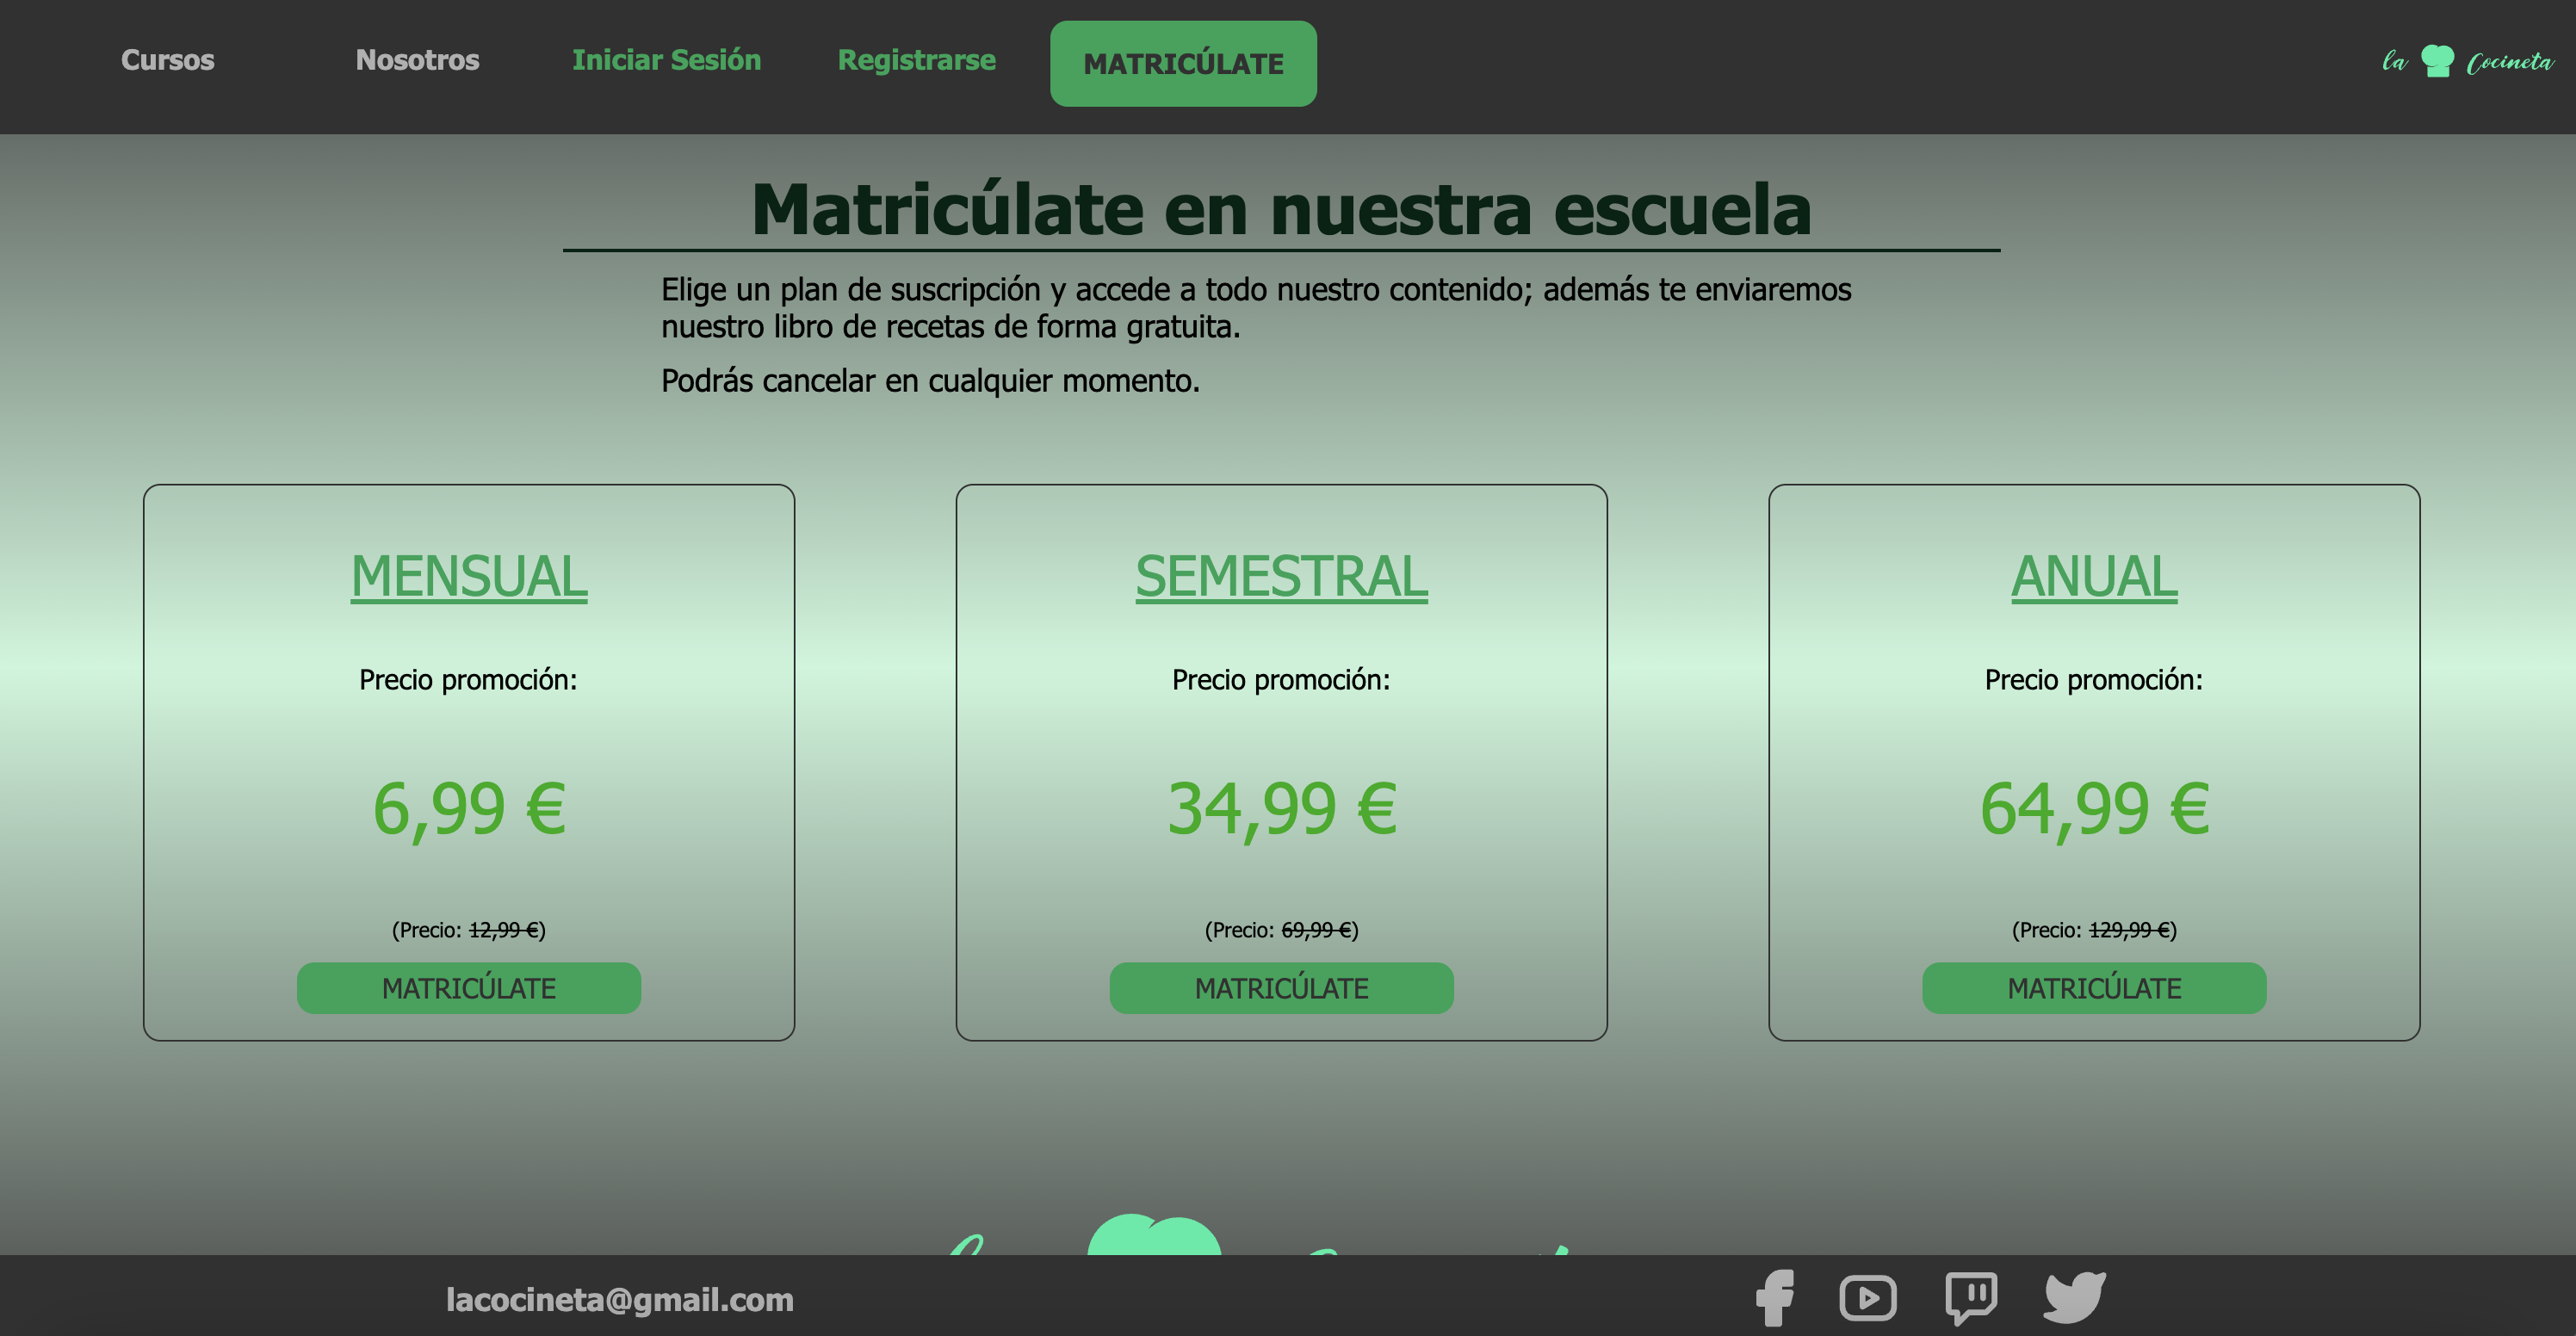 Cursos
Nosotros
Iniciar Sesión
Registrarse
MATRICÚLATE
la Cocineta
Matricúlate en nuestra escuela
Elige un plan de suscripción y accede a todo nuestro contenido; además te enviaremos
nuestro libro de recetas de forma gratuita.
Podrás cancelar en cualquier momento.
MENSUAL
Precio promoción:
6,99 €
(Precio: 12,99 €)
MATRICÚLATE
SEMESTRAL
Precio promoción:
34,99 €
(Precio: 69,99 €)
MATRICÚLATE
ANUAL
Precio promoción:
64,99 €
(Precio: 129,99 €)
MATRICÚLATE
lacocineta@gmail.com